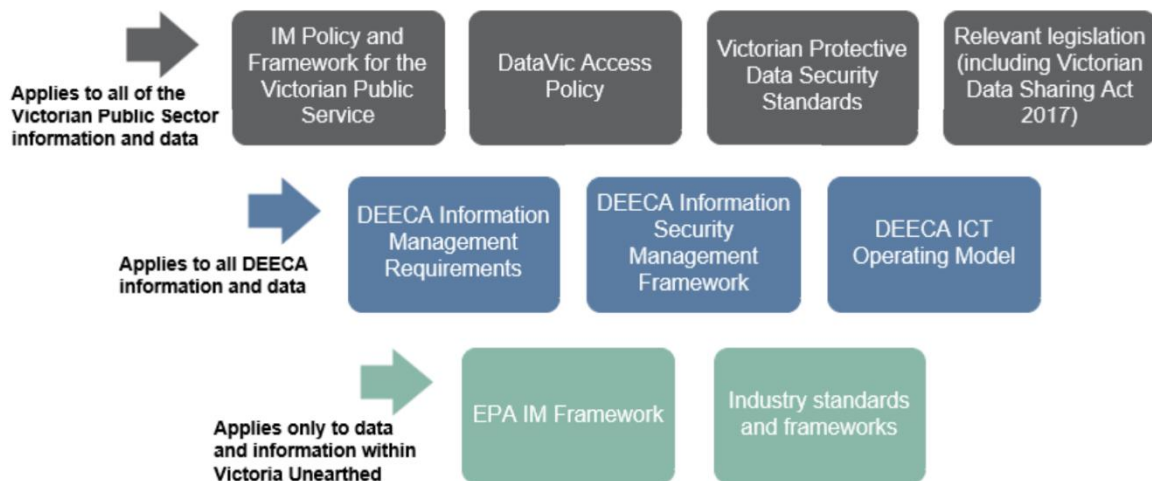 IM Policy and
Framework for the
Victorian Public
Service
DataVic Access
Policy
Victorian Protective
Data Security
Standards
Relevant legislation
(including Victorian
Data Sharing Act
2017)
Applies to all of the
Victorian Public Sector
information and data
DEECA Information
Management
Requirements
DEECA Information
Security
Management
Framework
DEECA ICT
Operating Model
Applies to all DEECA
information and data
EPA IM Framework
Industry standards
and frameworks
Applies only to data
and information within
Victoria Unearthed